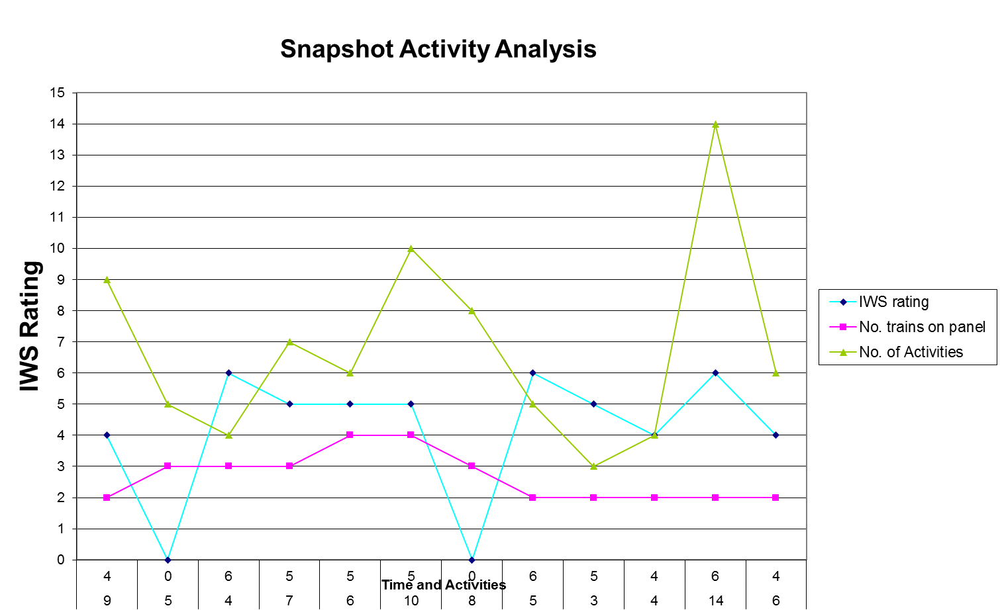 Snapshot Activity Analysis
IWS Rating
15
14
13
12
11
10
9
8
7
6
5
4
3
2
1
0
IWS rating
No. trains on panel
No. of Activities
4 0 6 5 5 5 0 6 5 4 6 4
Time and Activities
9 5 4 7 6 10 8 5 3 4 14 6